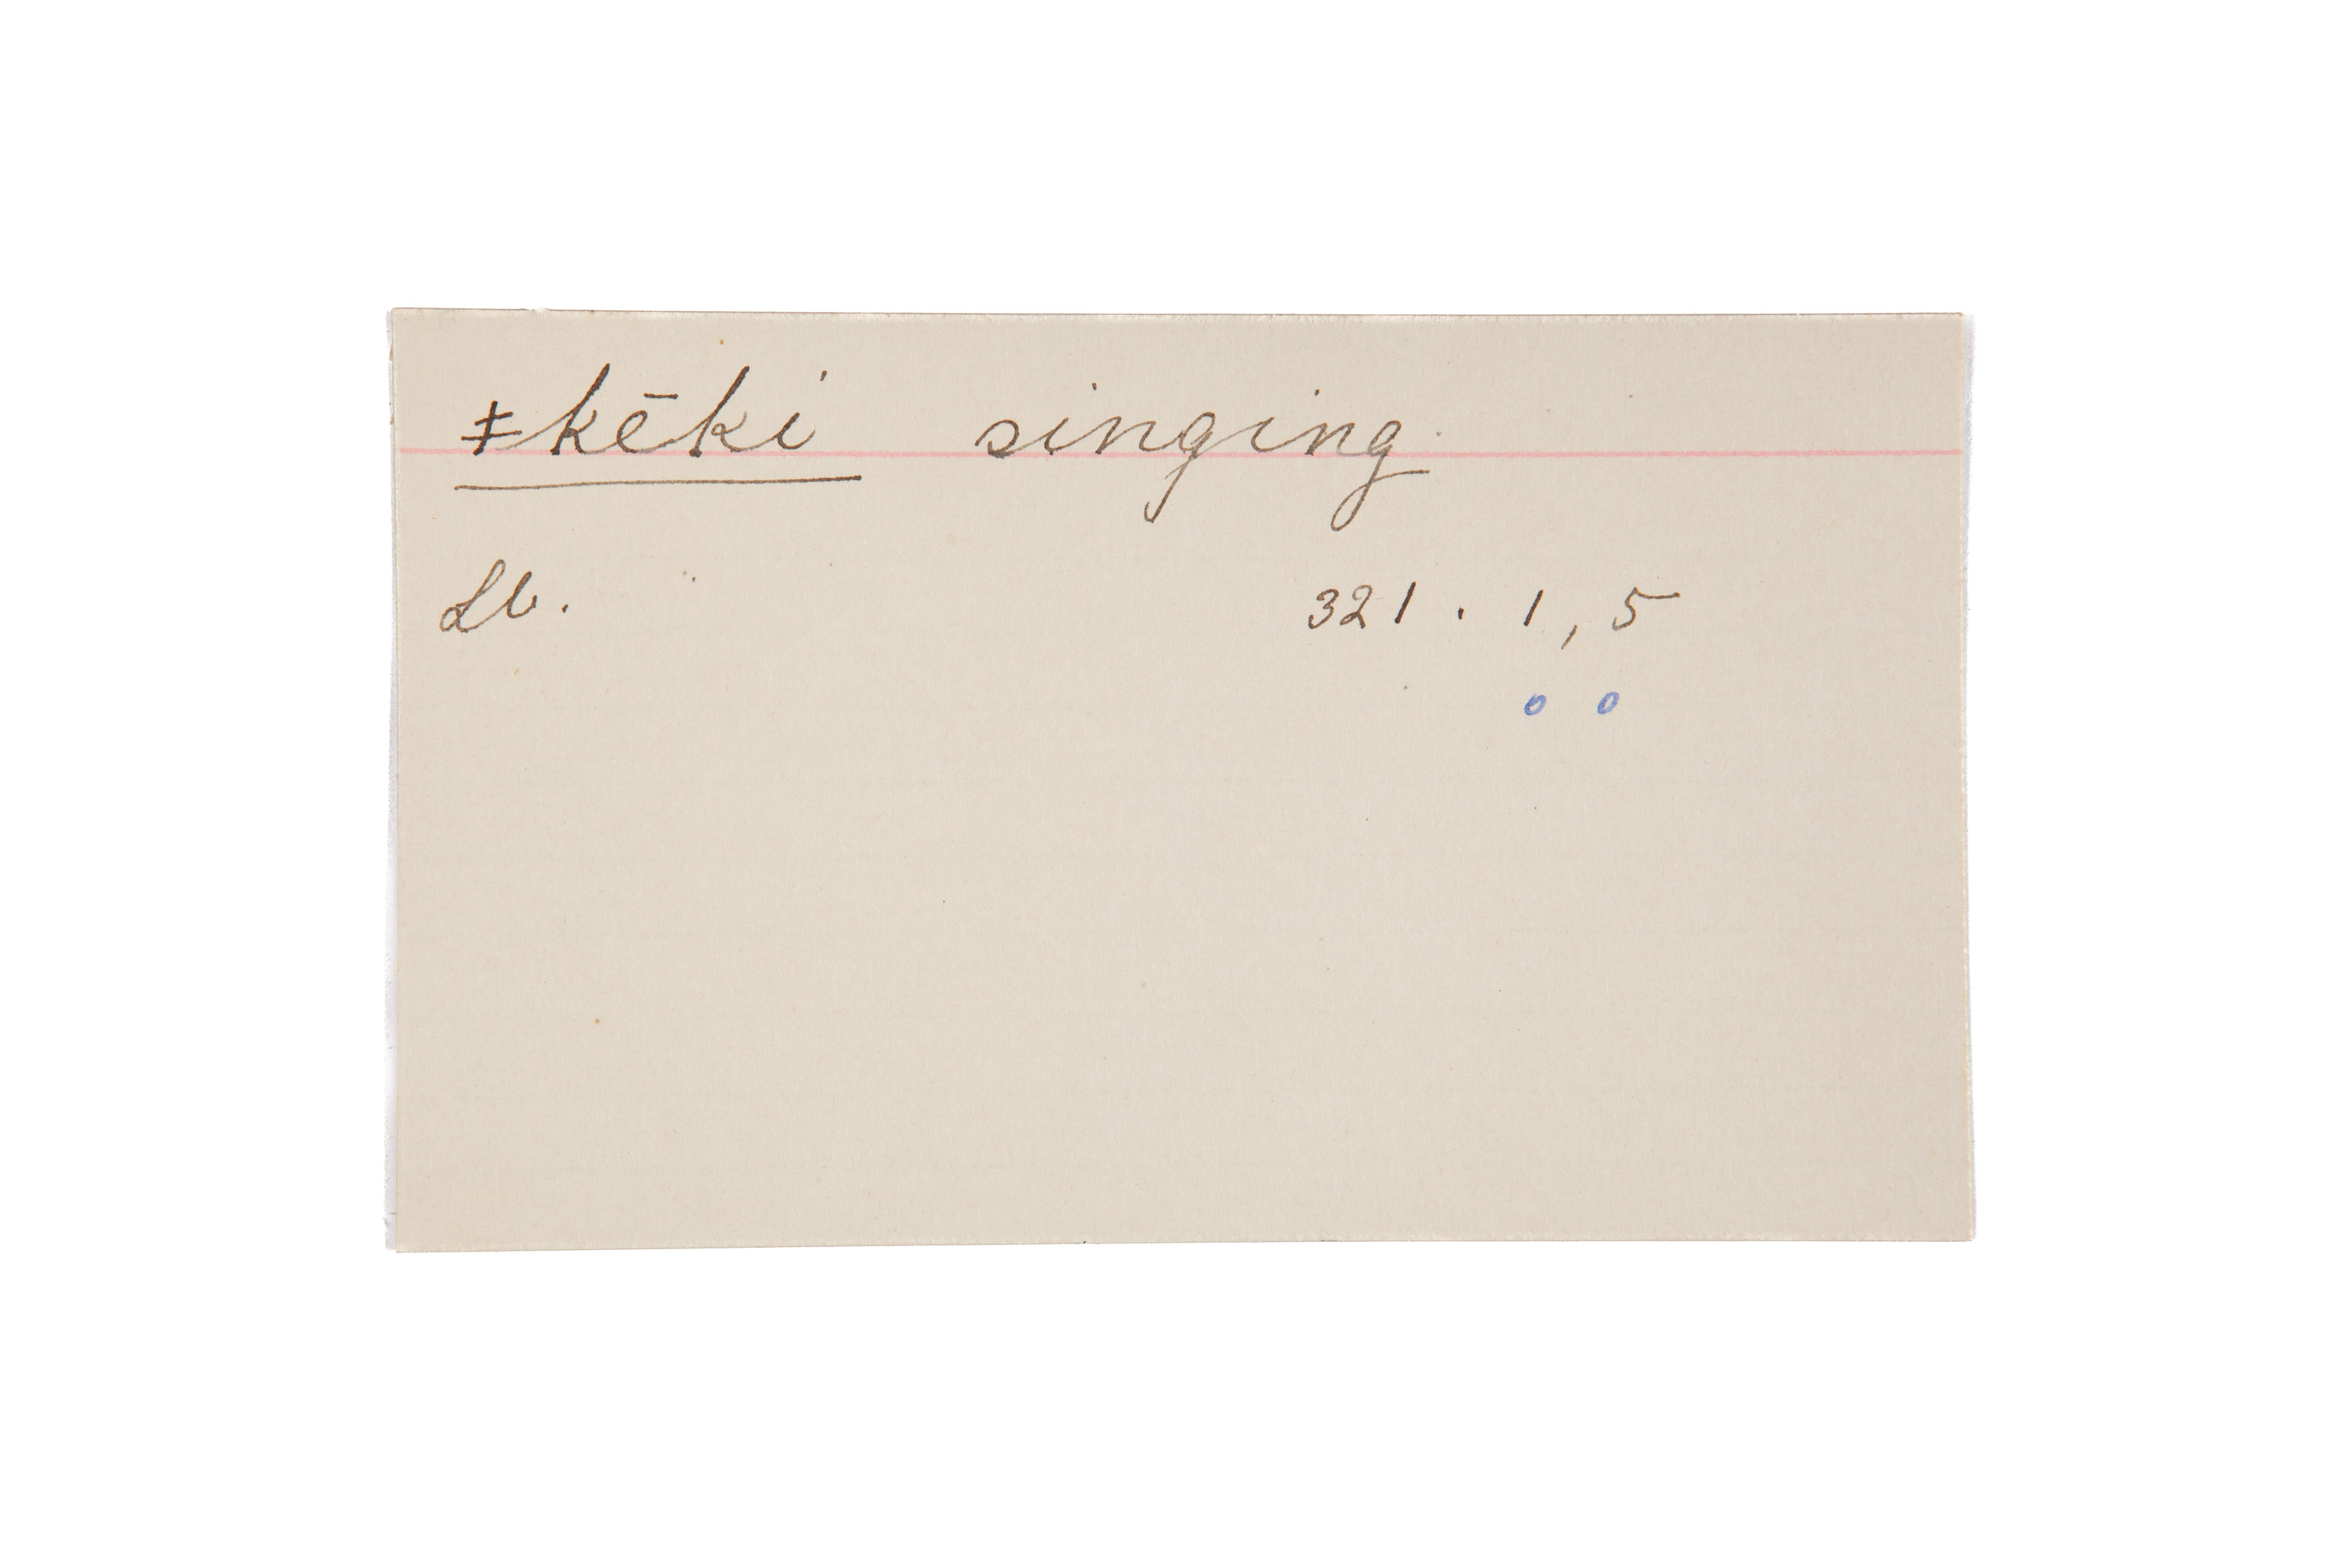 ǂkēki singing.
Lb. 321 . 1, 5
o o